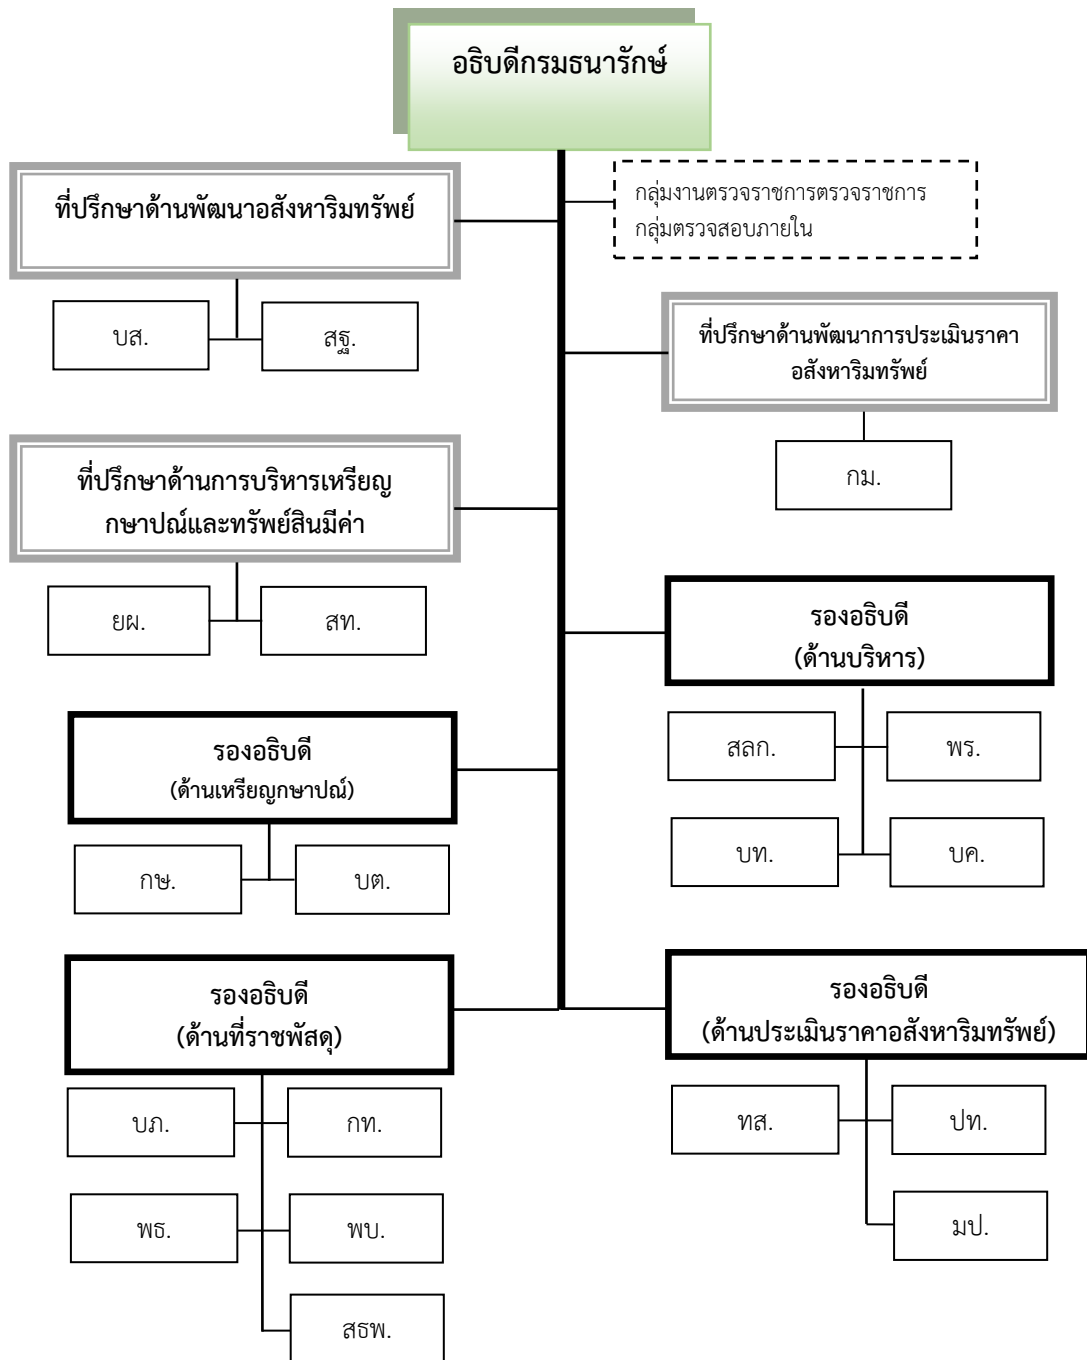 อธิบดีกรมธนารักษ์
ที่ปรึกษาด้านพัฒนาอสังหาริมทรัพย์
กลุ่มงานตรวจราชการตรวจราชการ
กลุ่มตรวจสอบภายใน
บส.
สฐ.
ที่ปรึกษาด้านพัฒนาการประเมินราคา
อสังหาริมทรัพย์
กม.
ที่ปรึกษาด้านการบริหารเหรียญ
กษาปณ์และทรัพย์สินมีค่า
ยผ.
สท.
รองอธิบดี
(ด้านบริหาร)
สลก.
พร.
บท.
บค.
รองอธิบดี
(ด้านเหรียญกษาปณ์)
กษ.
บต.
รองอธิบดี
(ด้านที่ราชพัสดุ)
บภ.
กท.
พธ.
พบ.
สธพ.
รองอธิบดี
(ด้านประเมินราคาอสังหาริมทรัพย์)
ทส.
ปท.
มป.